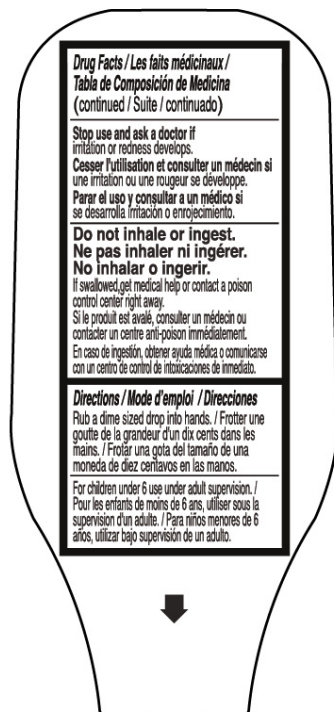 Drug Facts / Les faits médicinaux /
Tabla de Composición de Medicina
(continued / Suite / continuado)
Stop use and ask a doctor if
irritation or redness develops.
Cesser l'utilisation et consulter un médecin si
une irritation ou une rougeur se développe.
Parar el uso y consultar a un médico si
se desarrolla irritación o enrojecimiento.
Do not inhale or ingest.
Ne pas inhaler ni ingérer.
No inhalar o ingerir.
If swallowed,get medical help or contact a poison
control center right away.
Si le produit est avalé, consulter un médecin ou
contacter un centre anti-poison immédiatement.
En caso de ingestión, obtener ayuda médica o comunicarse
con un centro de control de intoxicaciones de inmediato.
Directions / Mode d'emploi / Direcciones
Rub a dime sized drop into hands. / Frotter une
goutte de la grandeur d'un dix cents dans les
mains. / Frotar una gota del tamaño de una
moneda de diez centavos en las manos.
For children under 6 use under adult supervision. /
Pour les enfants de moins de 6 ans, utiliser sous la
supervision d'un adulte. / Para niños menores de 6
años, utilizar bajo supervisión de un adulto.